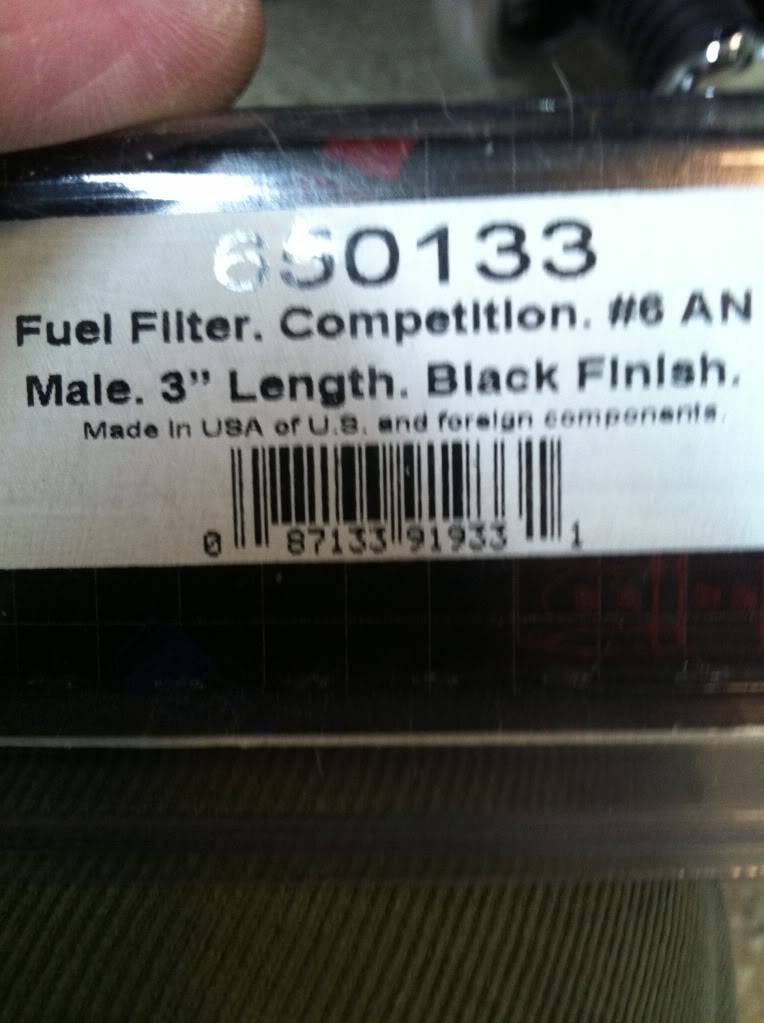 650133
Fuel Filter. Competition. #6 AN
Male. 3” Length. Black Finish.
Made in USA of U.S. and foreign components.
0 87133 91933 1